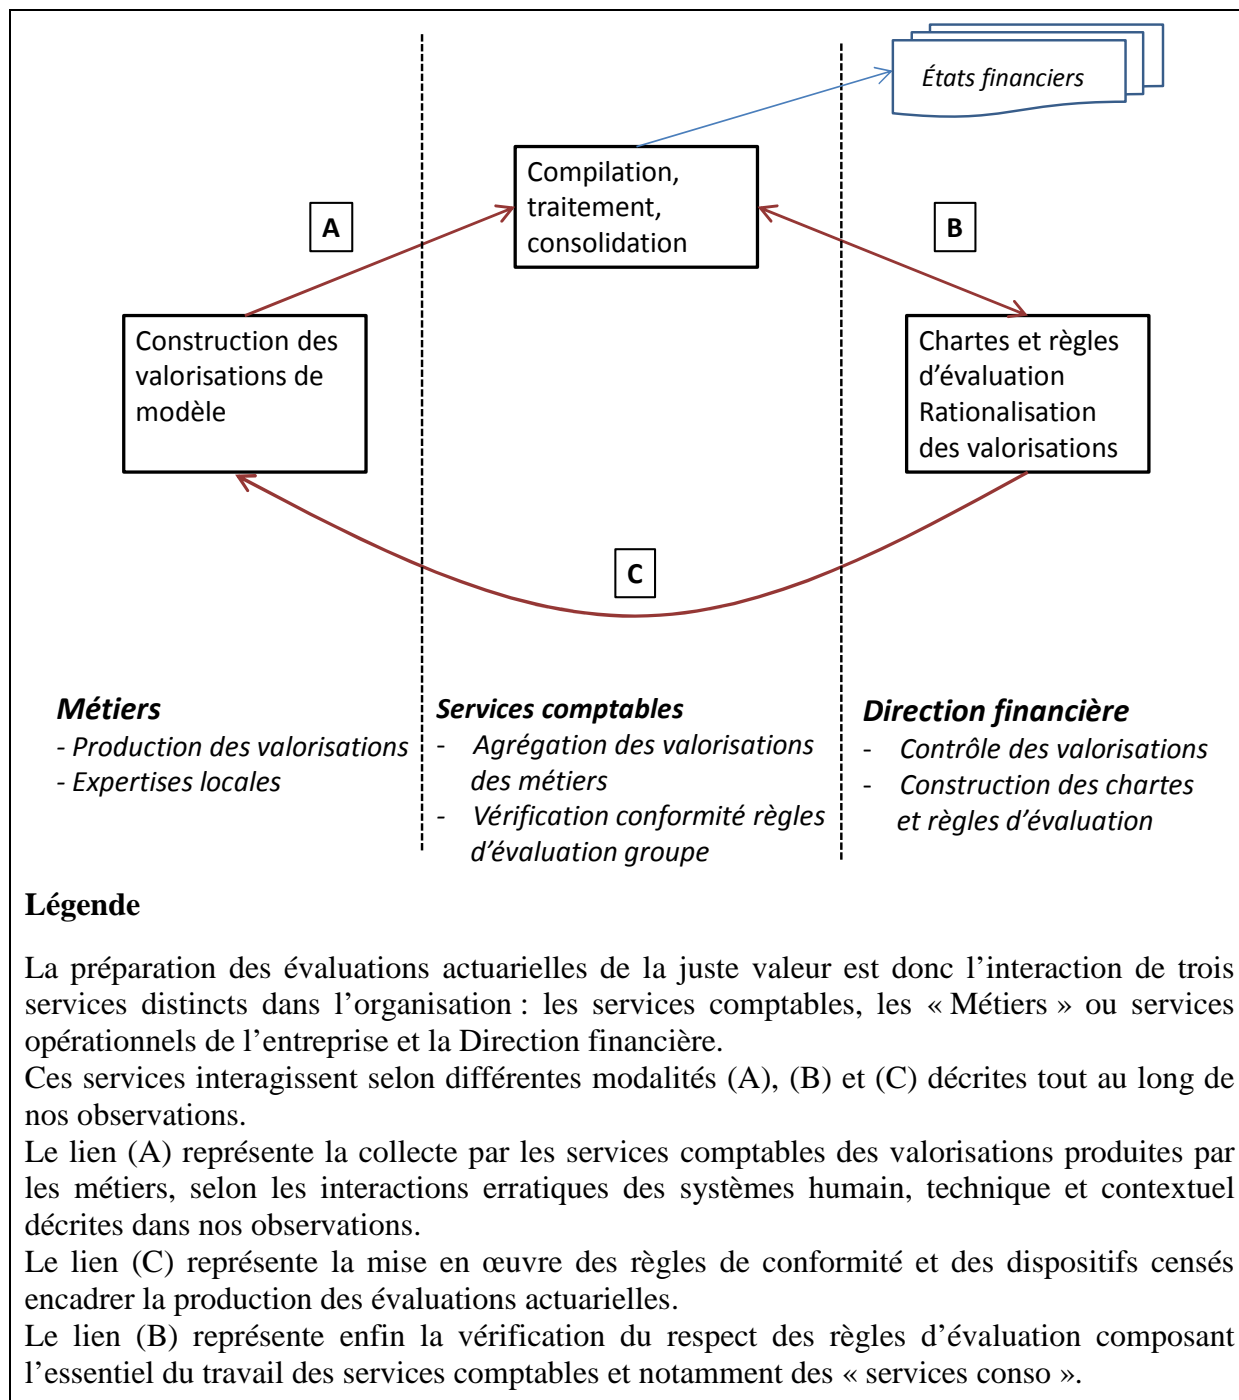 États financiers
Compilation,
traitement,
consolidation
A
B
Construction des
valorisations de
modèle
Chartes et règles
d’évaluation
Rationalisation
des valorisations
C
Métiers
- Production des valorisations
- Expertises locales
Services comptables
- Agrégation des valorisations
des métiers
- Vérification conformité règles
d’évaluation groupe
Direction financière
- Contrôle des valorisations
- Construction des chartes
et règles d’évaluation
Légende
La préparation des évaluations actuarielles de la juste valeur est donc l’interaction de trois
services distincts dans l’organisation : les services comptables, les « Métiers » ou services
opérationnels de l’entreprise et la Direction financière.
Ces services interagissent selon différentes modalités (A), (B) et (C) décrites tout au long de
nos observations.
Le lien (A) représente la collecte par les services comptables des valorisations produites par
les métiers, selon les interactions erratiques des systèmes humain, technique et contextuel
décrites dans nos observations.
Le lien (C) représente la mise en œuvre des règles de conformité et des dispositifs censés
encadrer la production des évaluations actuarielles.
Le lien (B) représente enfin la vérification du respect des règles d’évaluation composant
l’essentiel du travail des services comptables et notamment des « services conso ».